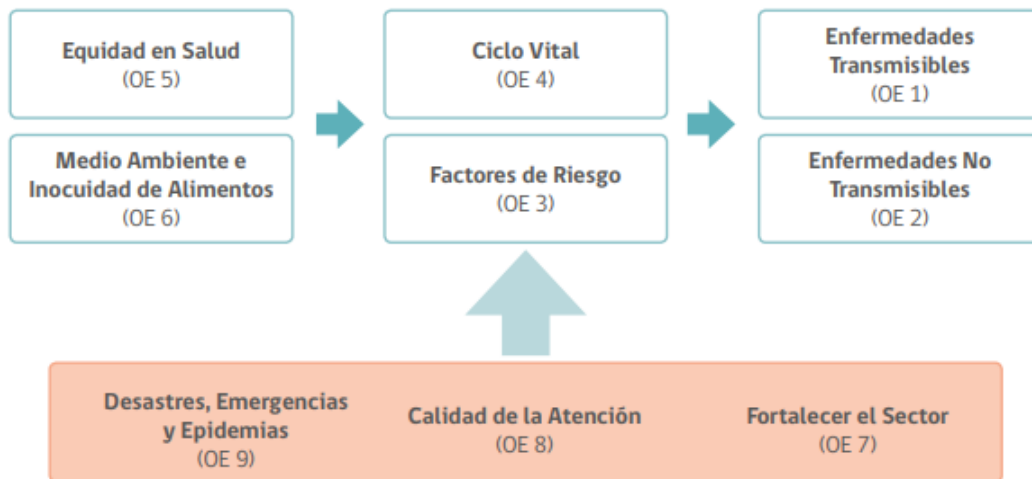 Equidad en Salud
(OE 5)
Medio Ambiente e
Inocuidad de Alimentos
(OE 6)
Ciclo Vital
(OE 4)
Factores de Riesgo
(OE 3)
Enfermedades
Transmisibles
(OE 1)
Enfermedades No
Transmisibles
(OE 2)
Desastres, Emergencias
y Epidemias
(OE 9)
Calidad de la Atención
(OE 8)
Fortalecer el Sector
(OE 7)